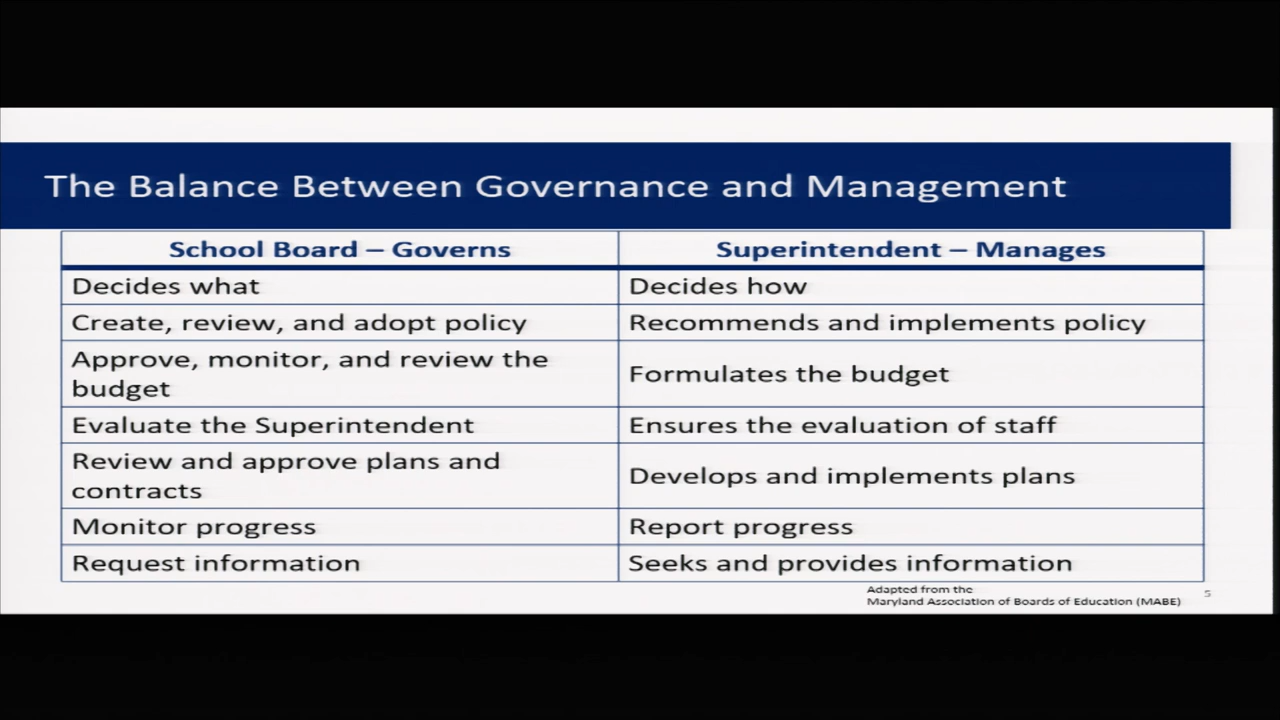 The Balance Between Governance and Management
School Board – Governs
Superintendent – Manages
Decides what
Decides how
Create, review, and adopt policy
Recommends and implements policy
Approve, monitor, and review the
budget
Formulates the budget
Evaluate the Superintendent
Ensures the evaluation of staff
Review and approve plans and
contracts
Develops and implements plans
Monitor progress
Report progress
Request information
Seeks and provides information
Adapted from the
Maryland Association of Boards of Education (MABE)
5